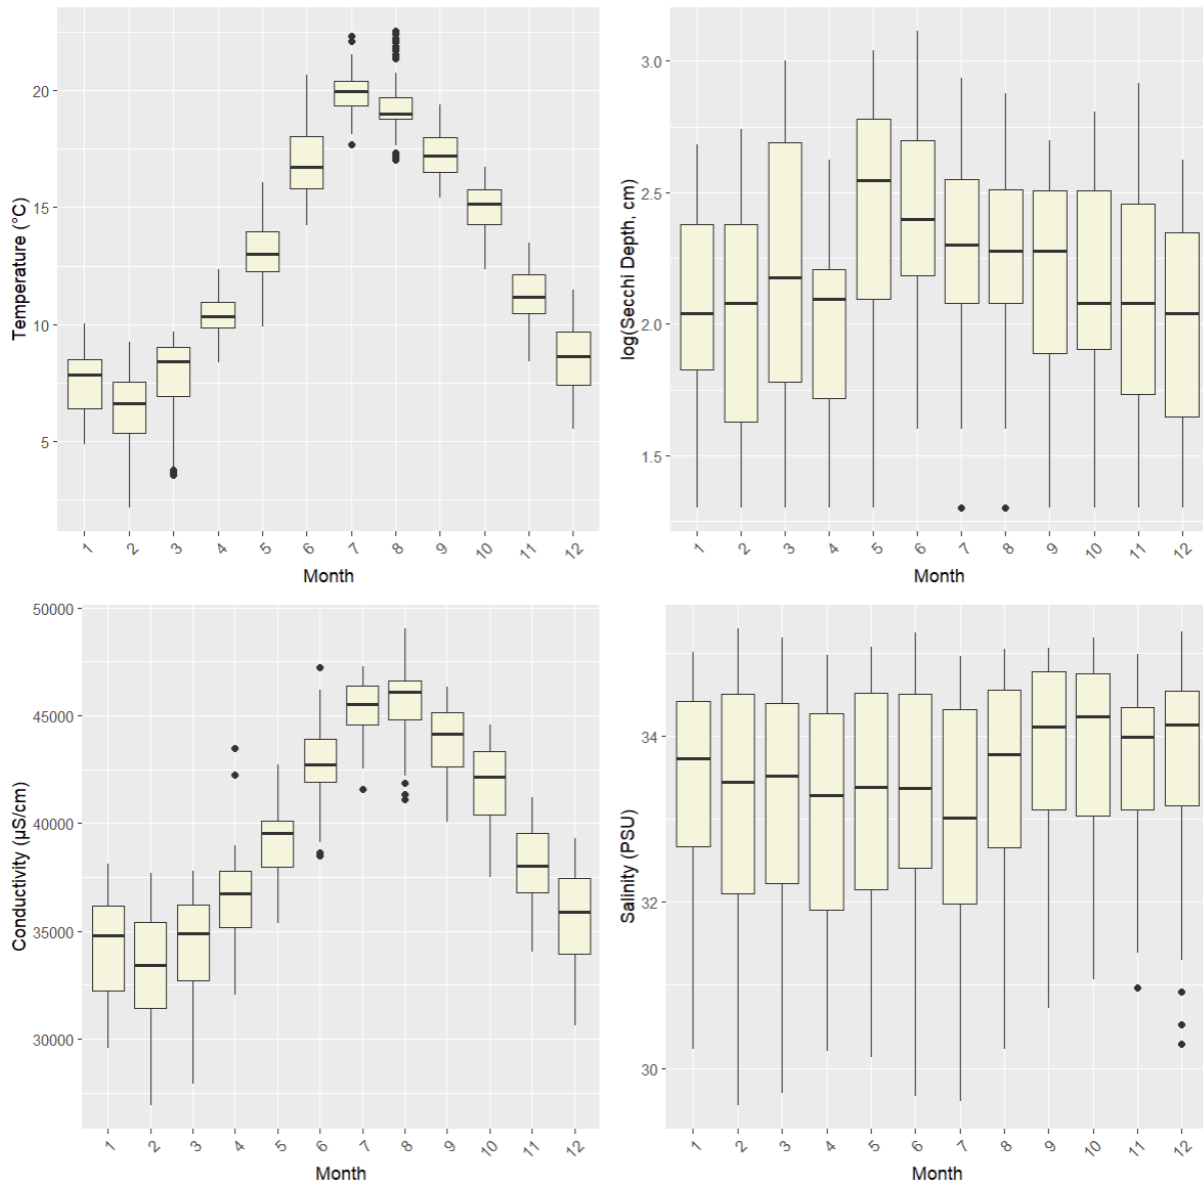 Temperature (°C)
20
15
10
5
1 2 3 4 5 6 7 8 9 10 11 12
Month
log(Secchi Depth, cm)
3.0
2.5
2.0
1.5
1 2 3 4 5 6 7 8 9 10 11 12
Month
Conductivity (µS/cm)
50000
45000
40000
35000
30000
1 2 3 4 5 6 7 8 9 10 11 12
Month
Salinity (PSU)
34
32
30
1 2 3 4 5 6 7 8 9 10 11 12
Month